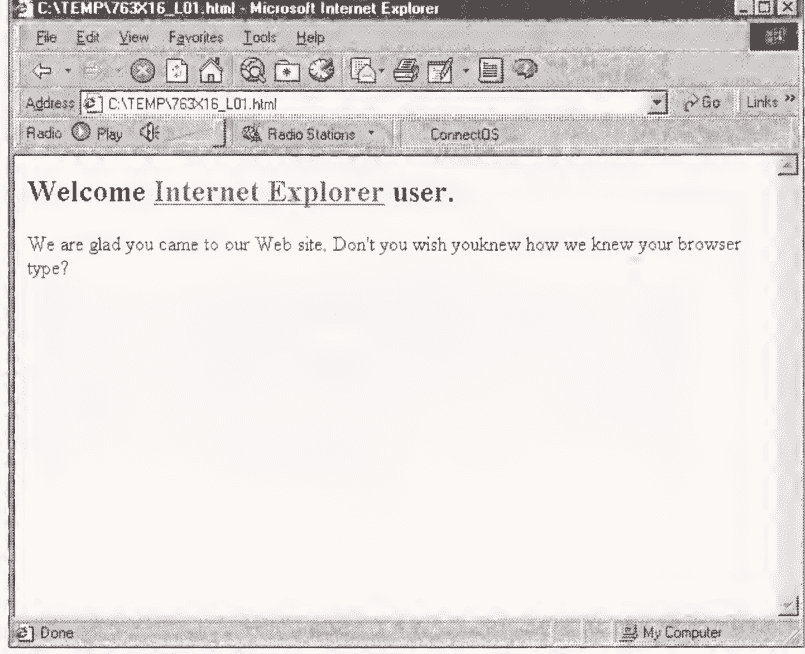 C:\TEMP\763X16_L01.html - Microsoft Internet Explorer
File Edit View Favorites Tools Help
Address C:\TEMP\763X16_L01.html Go Links »
Radio Play Radio Stations ConnectOS
Welcome Internet Explorer user.
We are glad you came to our Web site. Don't you wish youknew how we knew your browser
type?
Done My Computer